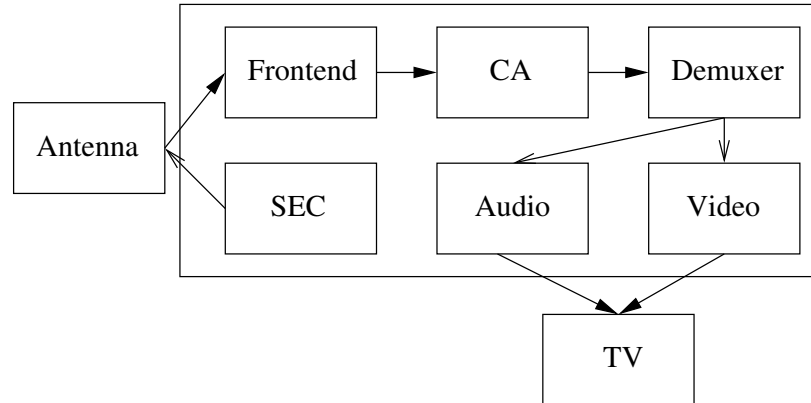 Frontend
CA
Demuxer
Antenna
SEC
Audio
Video
TV